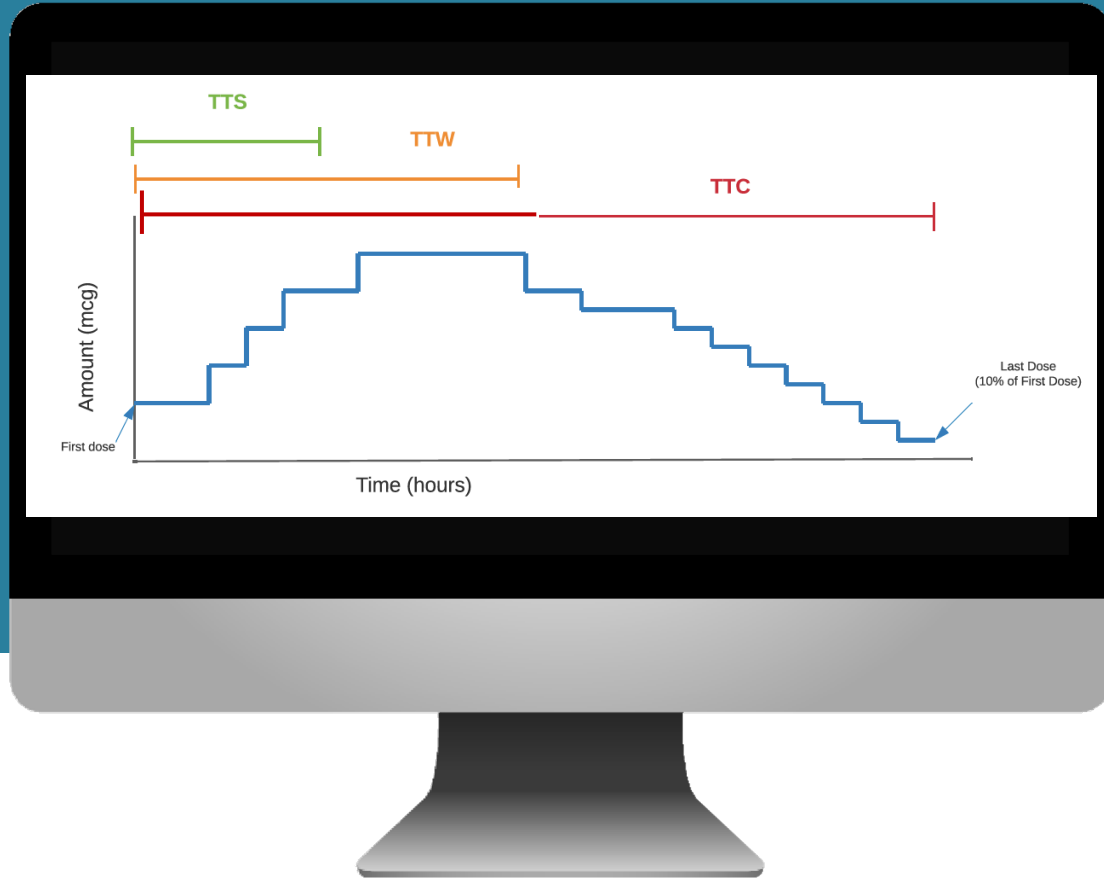 TTS
TTW
TTC
Amount (mcg)
Last Dose
(10% of First Dose)
First dose
Time (hours)